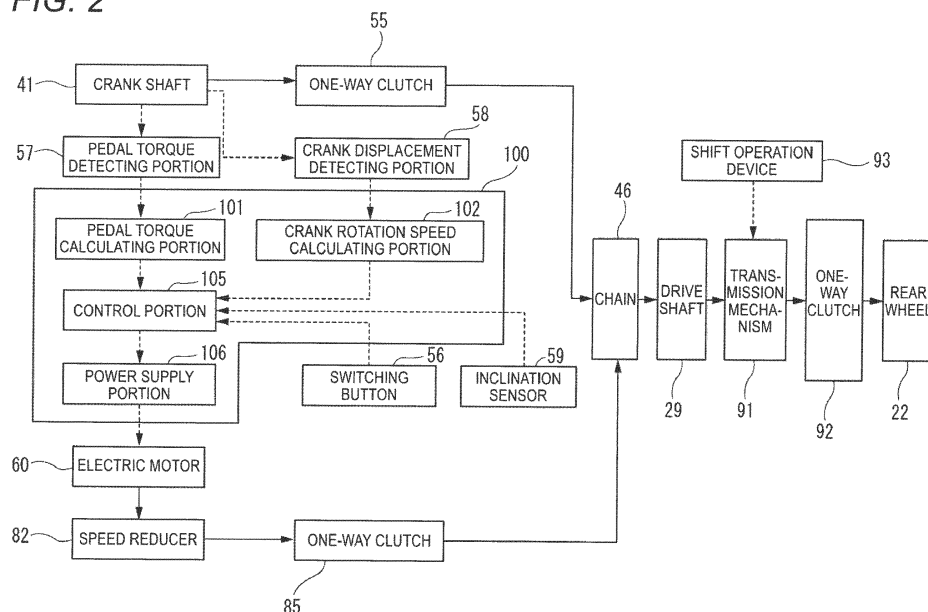 FIG. 2
55
41
CRANK SHAFT
ONE-WAY CLUTCH
58
57
PEDAL TORQUE
DETECTING PORTION
CRANK DISPLACEMENT
DETECTING PORTION
100
SHIFT OPERATION
DEVICE
93
101
PEDAL TORQUE
CALCULATING PORTION
102
CRANK ROTATION SPEED
CALCULATING PORTION
46
CHAIN
DRIVE
SHAFT
TRANS-
MISSION
MECHA-
NISM
ONE-
WAY
CLUTCH
REAR
WHEEL
105
CONTROL PORTION
106
POWER SUPPLY
PORTION
56
SWITCHING
BUTTON
59
INCLINATION
SENSOR
29
91
92
22
60
ELECTRIC MOTOR
82
SPEED REDUCER
ONE-WAY CLUTCH
85